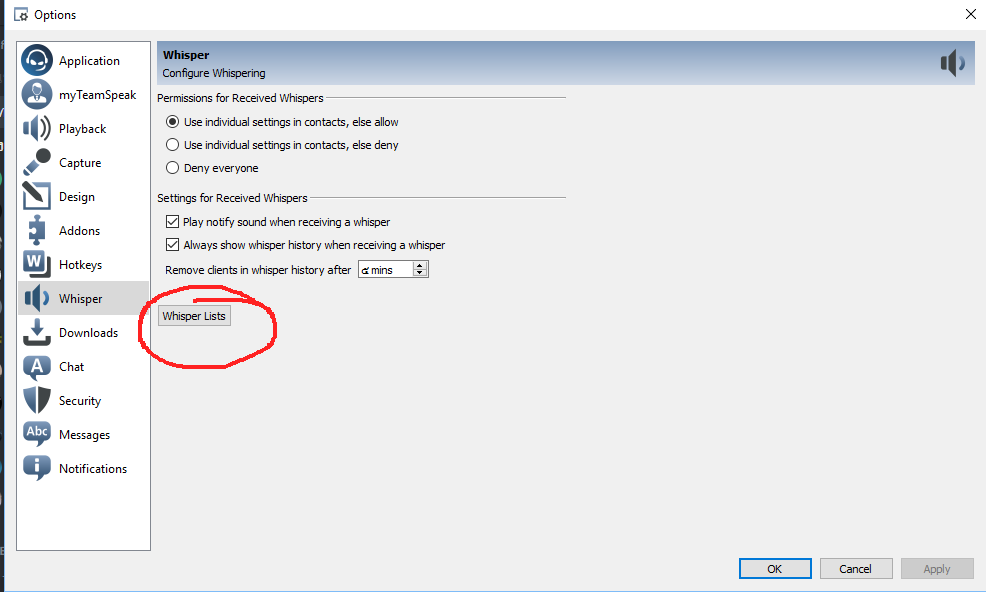 Options
Application
myTeamSpeak
Playback
Capture
Design
Addons
W Hotkeys
Whisper
Downloads
A Chat
Security
Abc Messages
i Notifications
Whisper
Configure Whispering
Permissions for Received Whispers
Use individual settings in contacts, else allow
Use individual settings in contacts, else deny
Deny everyone
Settings for Received Whispers
Play notify sound when receiving a whisper
Always show whisper history when receiving a whisper
Remove clients in whisper history after mins
Whisper Lists
OK Cancel Apply